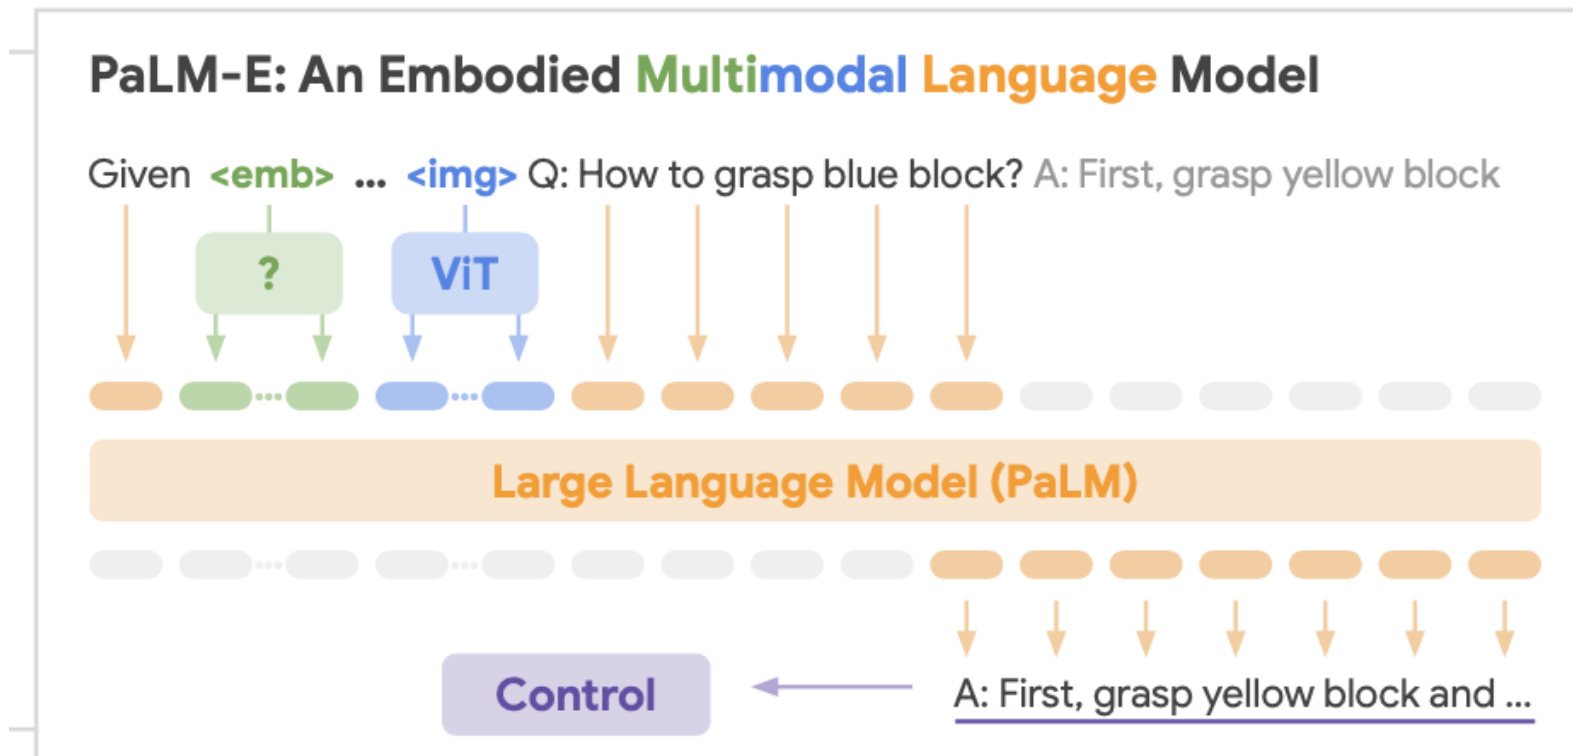 PaLM-E: An Embodied Multimodal Language Model
Given <emb> ... <img> Q: How to grasp blue block? A: First, grasp yellow block
? ViT
Large Language Model (PaLM)
Control A: First, grasp yellow block and ...